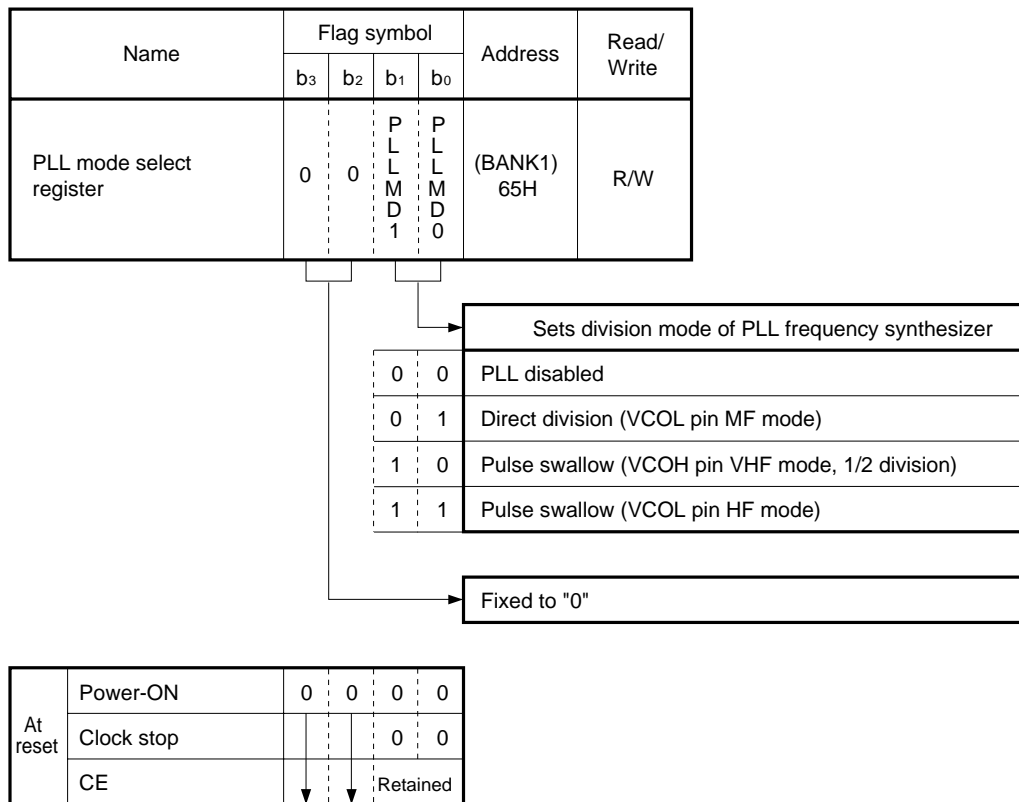 Name
Flag symbol
Address
Read/
Write
b3 b2 b1 b0
PLL mode select
register
0 0 PLLMD1 PLLMD0
(BANK1)
65H
R/W
Sets division mode of PLL frequency synthesizer
0 0 PLL disabled
0 1 Direct division (VCOL pin MF mode)
1 0 Pulse swallow (VCOH pin VHF mode, 1/2 division)
1 1 Pulse swallow (VCOL pin HF mode)
Fixed to "0"
At
reset
Power-ON 0 0 0 0
Clock stop 0 0
CE Retained